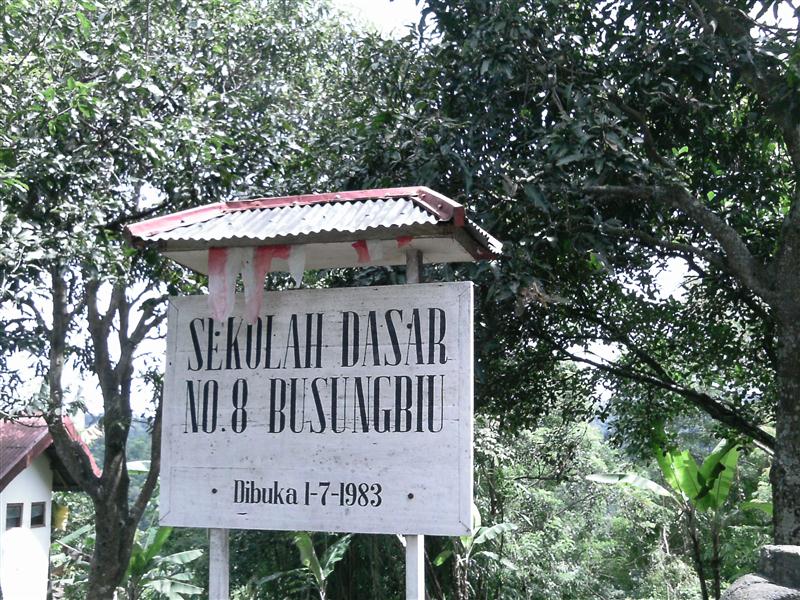 SEKOLAH DASAR
NO.8 BUSUNGBIU
Dibuka 1-7-1983